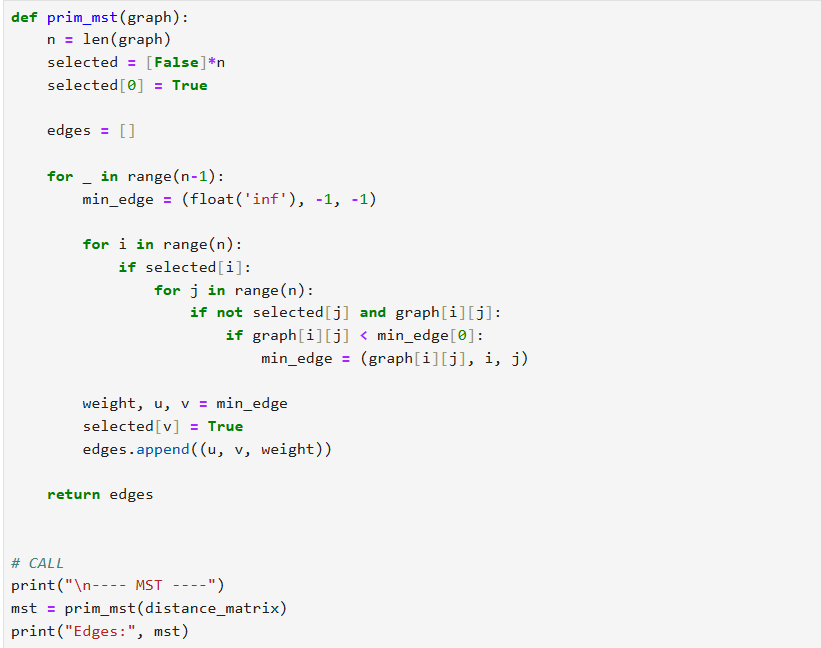 def prim_mst(graph):
    n = len(graph)
    selected = [False]*n
    selected[0] = True

    edges = []

    for _ in range(n-1):
        min_edge = (float('inf'), -1, -1)

        for i in range(n):
            if selected[i]:
                for j in range(n):
                    if not selected[j] and graph[i][j]:
                        if graph[i][j] < min_edge[0]:
                            min_edge = (graph[i][j], i, j)

        weight, u, v = min_edge
        selected[v] = True
        edges.append((u, v, weight))

    return edges


# CALL
print("\n---- MST ----")
mst = prim_mst(distance_matrix)
print("Edges:", mst)